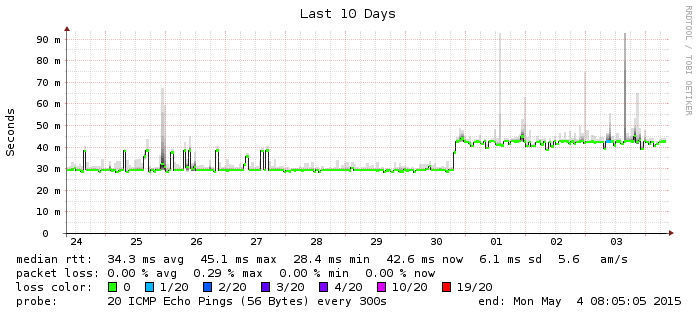 Last 10 Days
RRDTOOL / TOBI OETIKER
Seconds
90 m
80 m
70 m
60 m
50 m
40 m
30 m
20 m
10 m
0
24 25 26 27 28 29 30 01 02 03
median rtt: 34.3 ms avg 45.1 ms max 28.4 ms min 42.6 ms now 6.1 ms sd 5.6 am/s
packet loss: 0.00 % avg 0.29 % max 0.00 % min 0.00 % now
loss color: 0 1/20 2/20 3/20 4/20 10/20 19/20
probe: 20 ICMP Echo Pings (56 Bytes) every 300s end: Mon May 4 08:05:05 2015